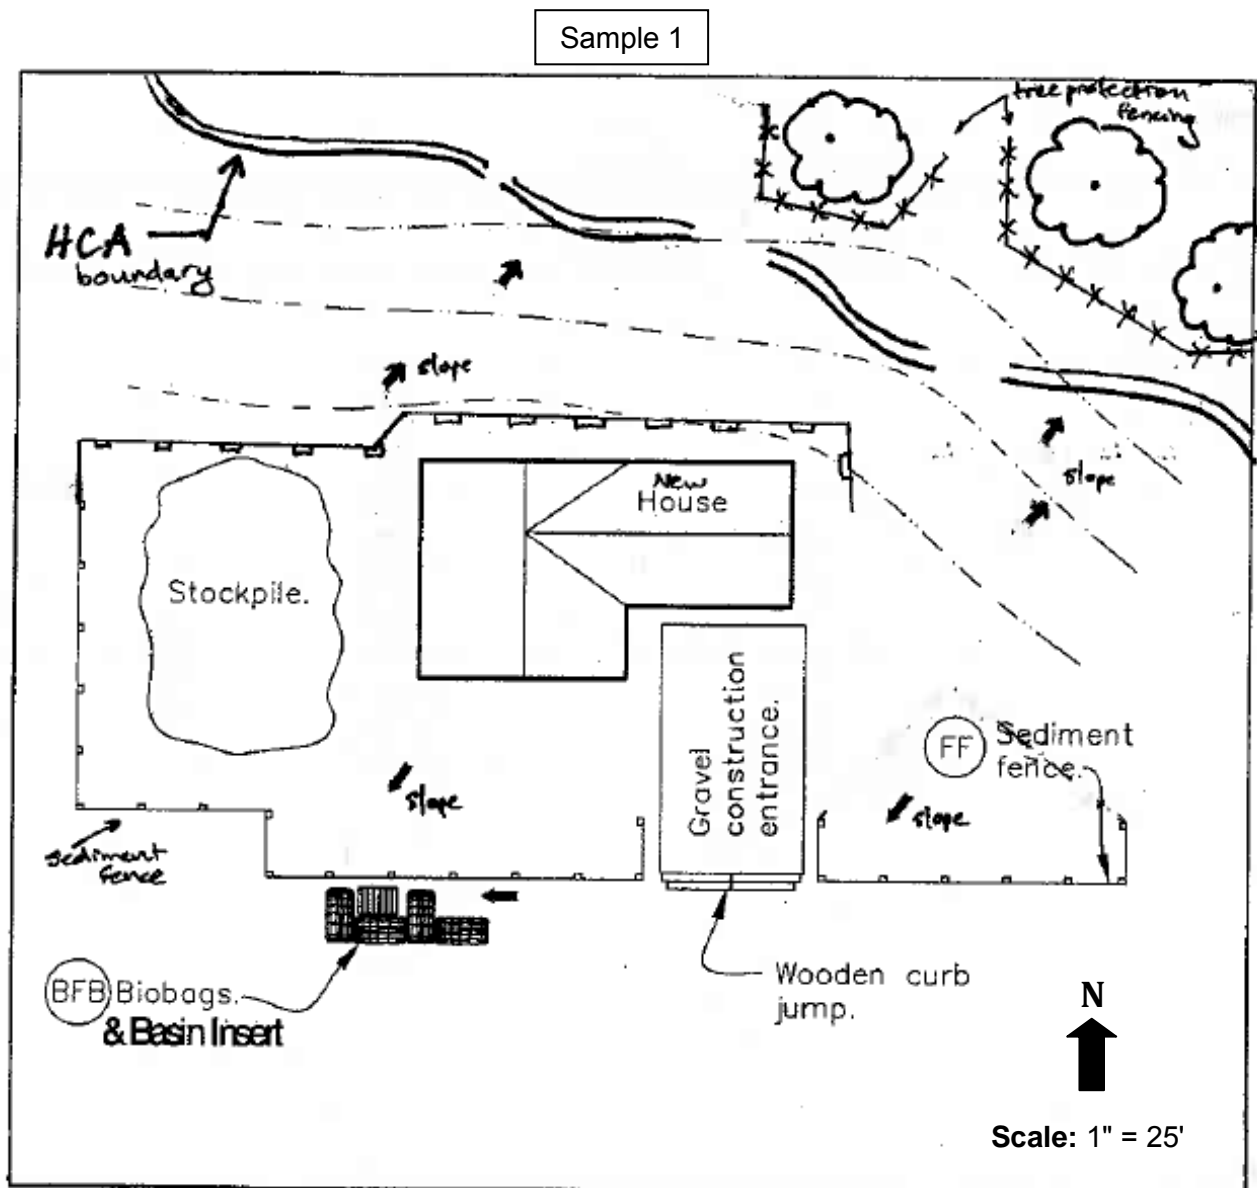 Sample 1
tree protection
fencing
HCA
boundary
slope
slope
New
House
Stockpile.
Gravel
construction
entrance.
FF
Sediment
fence.
slope
slope
sediment
fence
BFB
Biobags.
& Basin Insert
Wooden curb
jump.
N
Scale: 1" = 25'